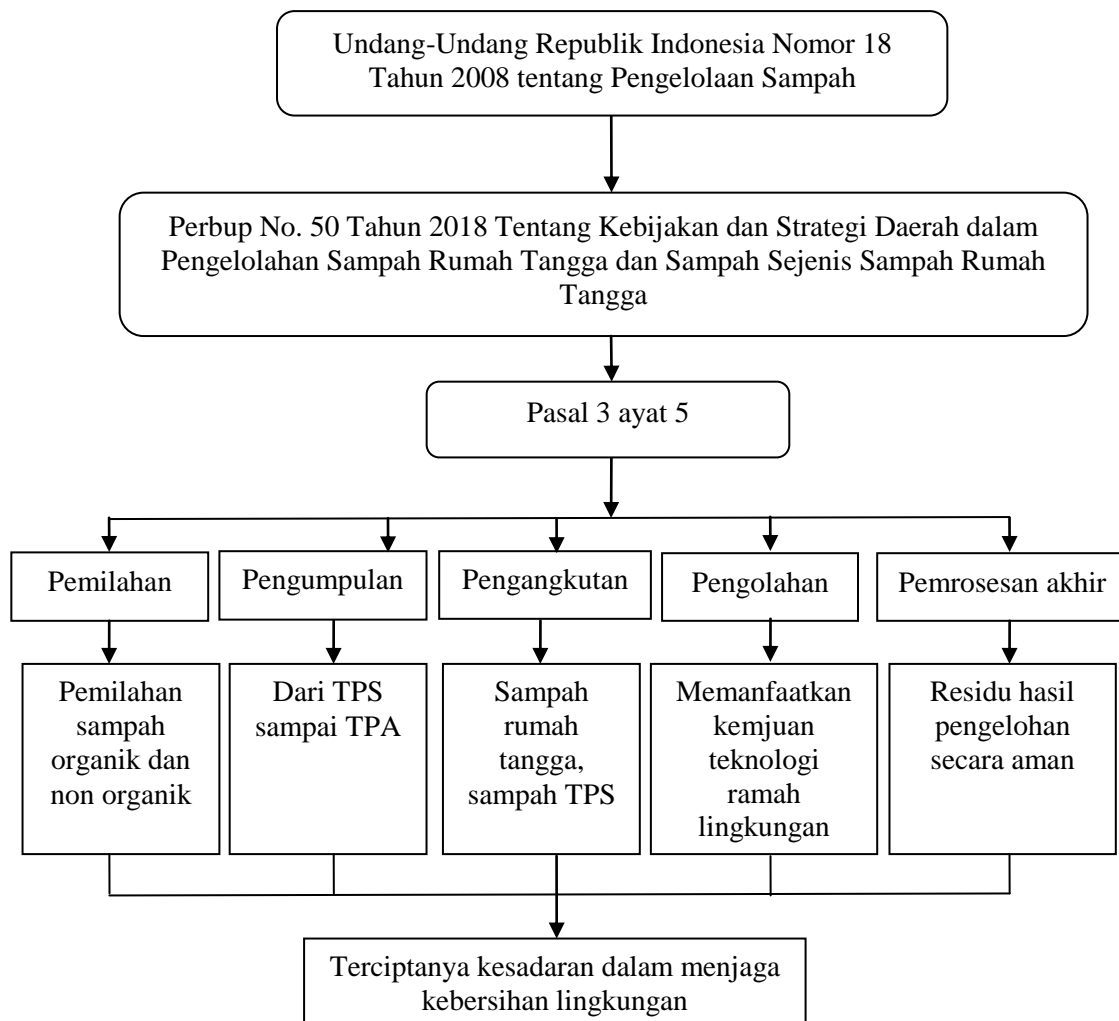 Undang-Undang Republik Indonesia Nomor 18
Tahun 2008 tentang Pengelolaan Sampah
Perbup No. 50 Tahun 2018 Tentang Kebijakan dan Strategi Daerah dalam
Pengelolahan Sampah Rumah Tangga dan Sampah Sejenis Sampah Rumah
Tangga
Pasal 3 ayat 5
Pemilahan
Pengumpulan
Pengangkutan
Pengolahan
Pemrosesan akhir
Pemilahan
sampah
organik dan
non organik
Dari TPS
sampai TPA
Sampah
rumah
tangga,
sampah TPS
Memanfaatkan
kemjuan
teknologi
ramah
lingkungan
Residu hasil
pengelohan
secara aman
Terciptanya kesadaran dalam menjaga
kebersihan lingkungan